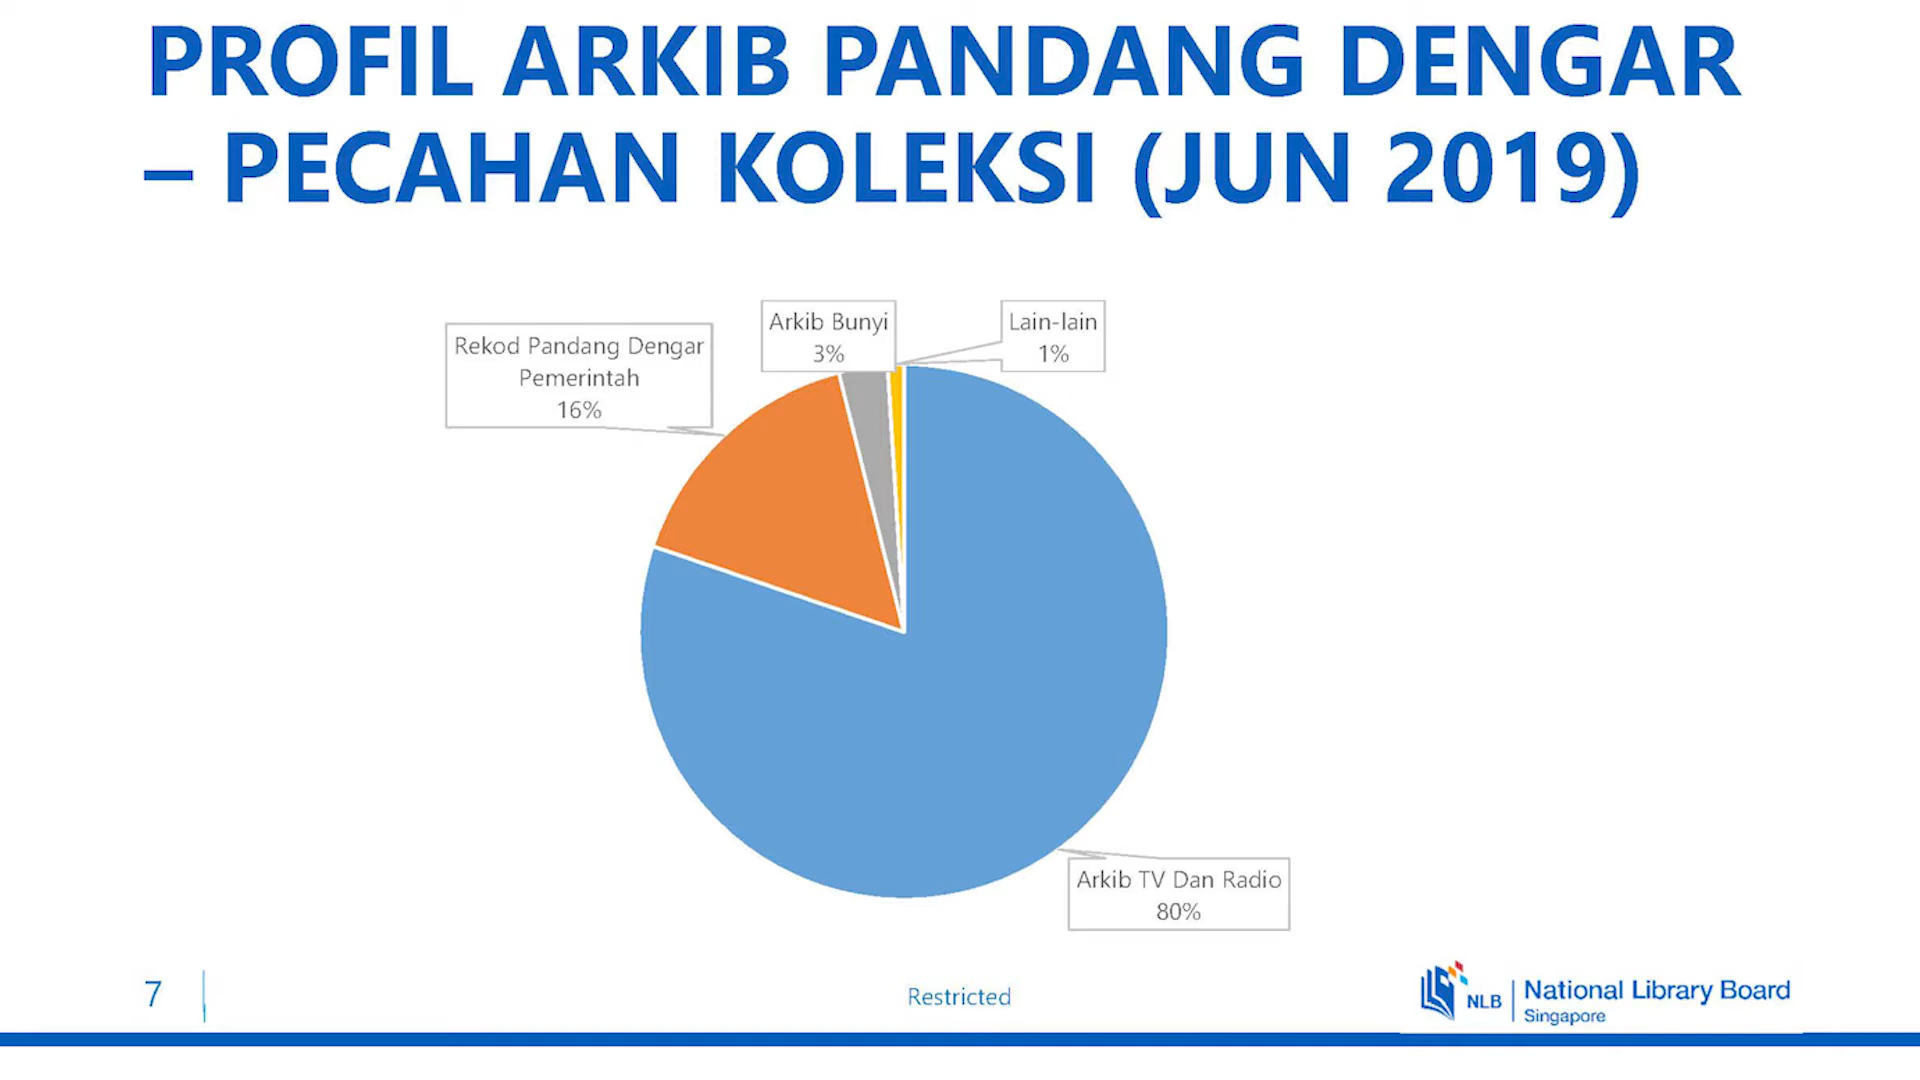 PROFIL ARKIB PANDANG DENGAR
– PECAHAN KOLEKSI (JUN 2019)
Arkib Bunyi
3%
Lain-lain
1%
Rekod Pandang Dengar
Pemerintah
16%
Arkib TV Dan Radio
80%
7
Restricted
NLB
National Library Board
Singapore